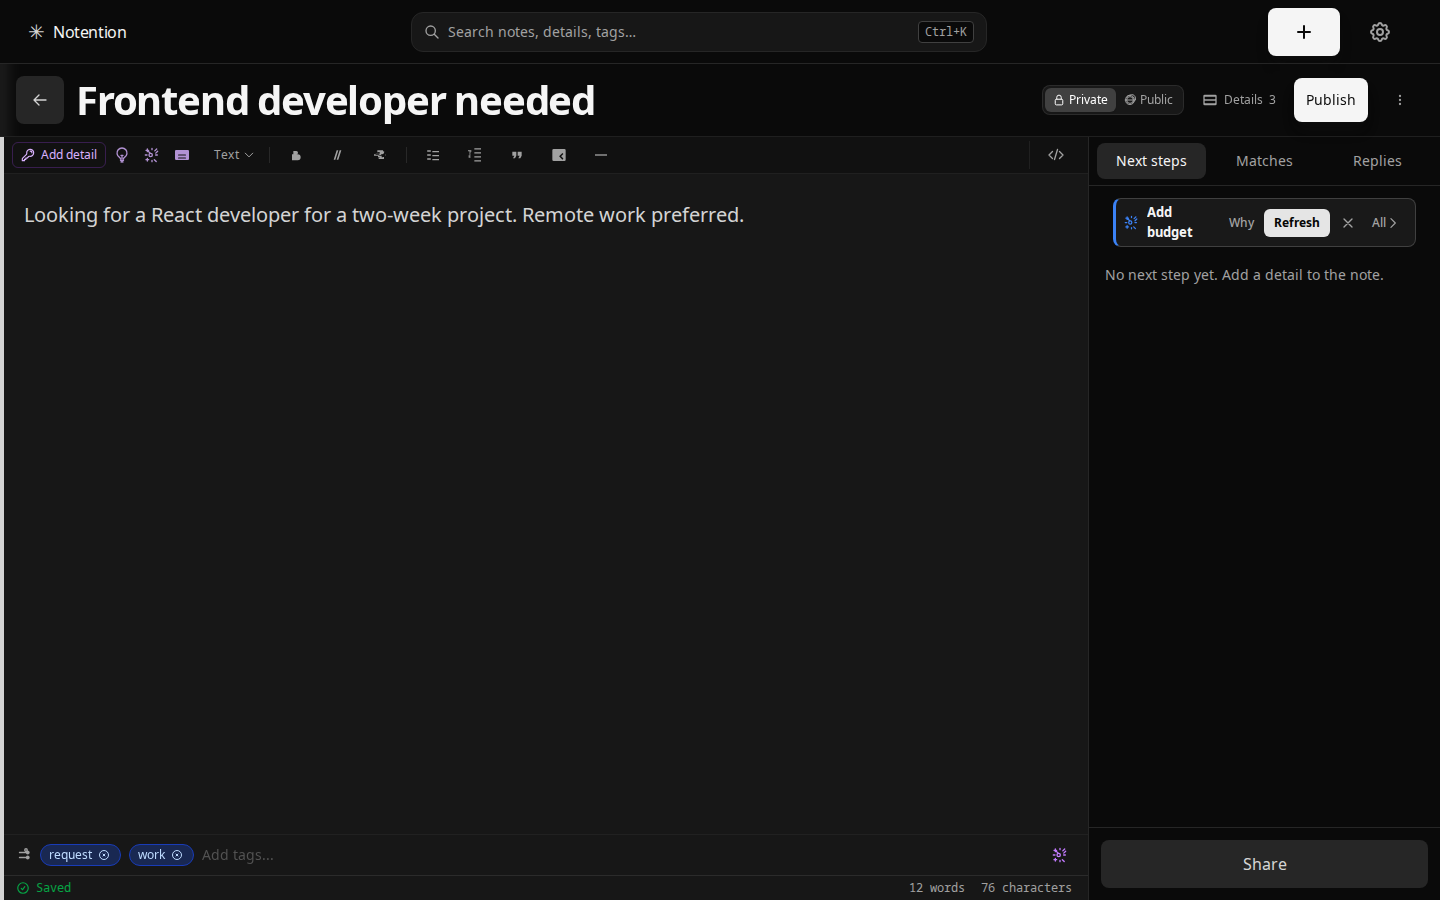 Notention
Search notes, details, tags...
Ctrl+K
Frontend developer needed
Private
Public
Details 3
Publish
Add detail
Text
Next steps
Matches
Replies
Looking for a React developer for a two-week project. Remote work preferred.
Add
budget
Why
Refresh
All
No next step yet. Add a detail to the note.
request
work
Add tags...
Share
Saved
12 words
76 characters